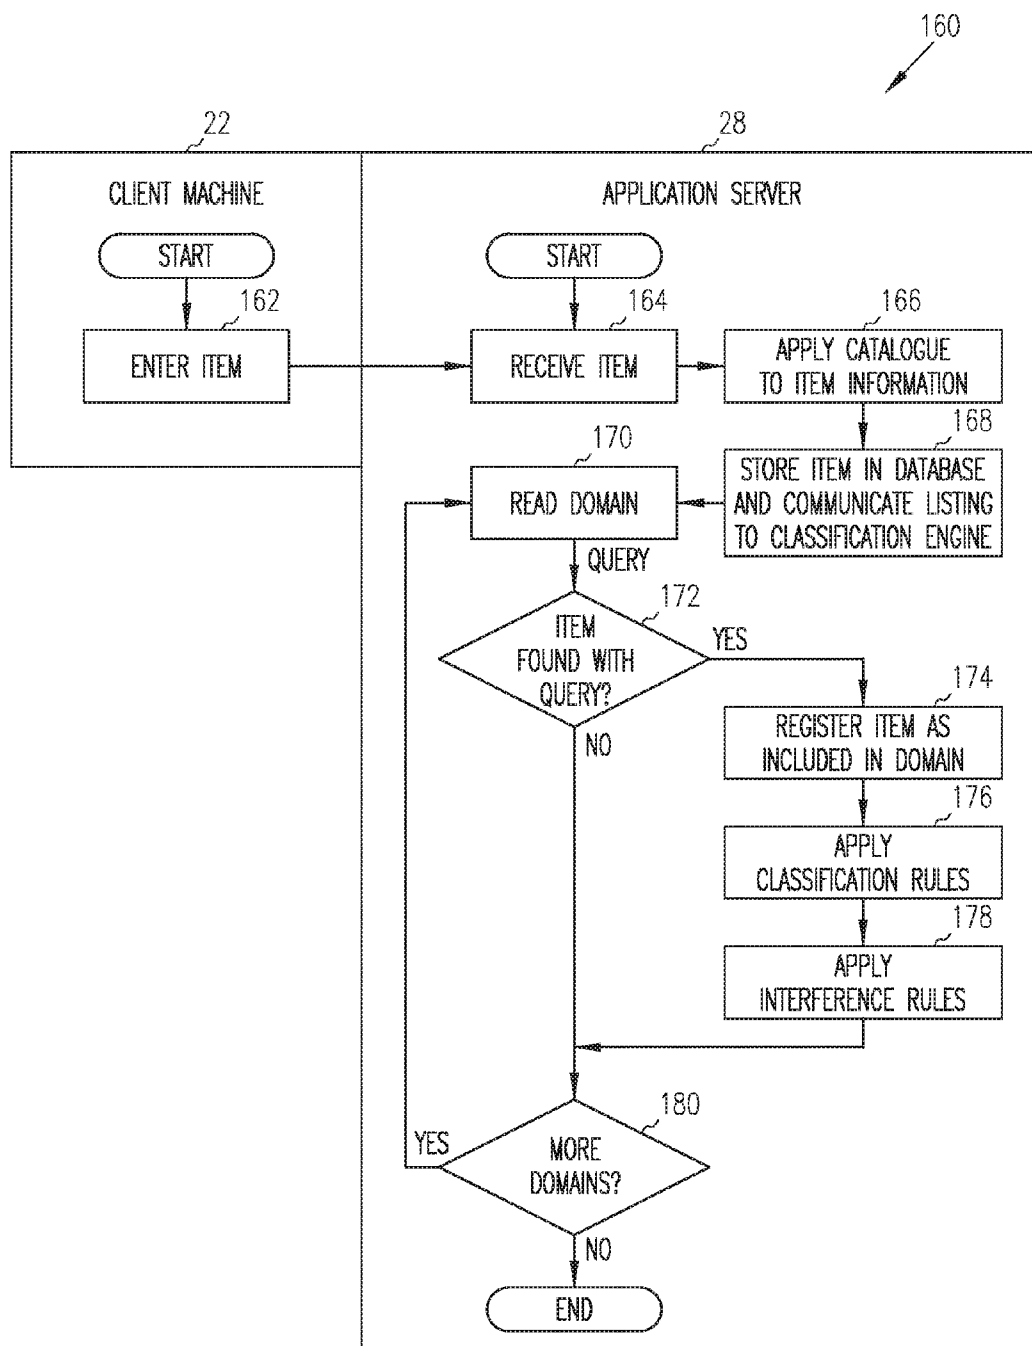 160
22
28
CLIENT MACHINE
APPLICATION SERVER
START
START
162
164
166
ENTER ITEM
RECEIVE ITEM
APPLY CATALOGUE
TO ITEM INFORMATION
168
170
STORE ITEM IN DATABASE
AND COMMUNICATE LISTING
TO CLASSIFICATION ENGINE
READ DOMAIN
QUERY
172
ITEM
FOUND WITH
QUERY?
YES
NO
174
REGISTER ITEM AS
INCLUDED IN DOMAIN
176
APPLY
CLASSIFICATION RULES
178
APPLY
INTERFERENCE RULES
180
YES
MORE
DOMAINS?
NO
END